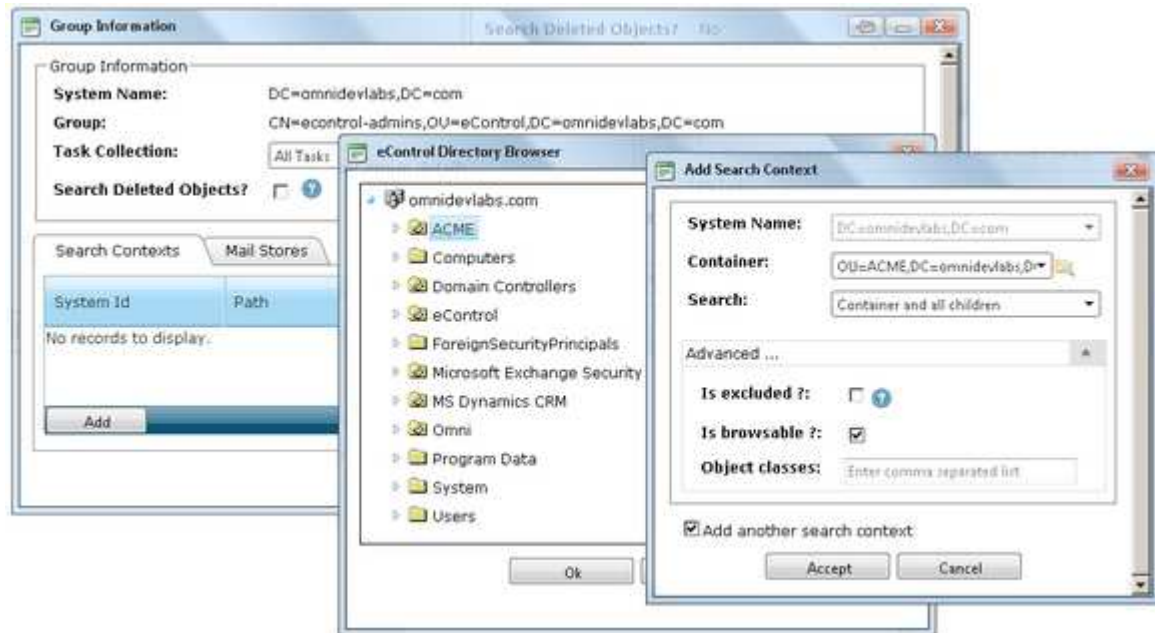 Group Information
Search Deleted Objects? No
Group Information
System Name: DC=omnidevlabs,DC=com
Group: CN=econtrol-admins,OU=eControl,DC=omnidevlabs,DC=com
Task Collection: All Tasks
Search Deleted Objects? ?
Search Contexts Mail Stores
System Id Path
No records to display.
Add
eControl Directory Browser
omnidevlabs.com
ACME
Computers
Domain Controllers
eControl
ForeignSecurityPrincipals
Microsoft Exchange Security
MS Dynamics CRM
Omni
Program Data
System
Users
Ok
Add Search Context
System Name: DC=omnidevlabs,DC=com
Container: OU=ACME,DC=omnidevlabs,D
Search: Container and all children
Advanced ...
Is excluded ?: ?
Is browsable ?:
Object classes: Enter comma separated list
Add another search context
Accept Cancel